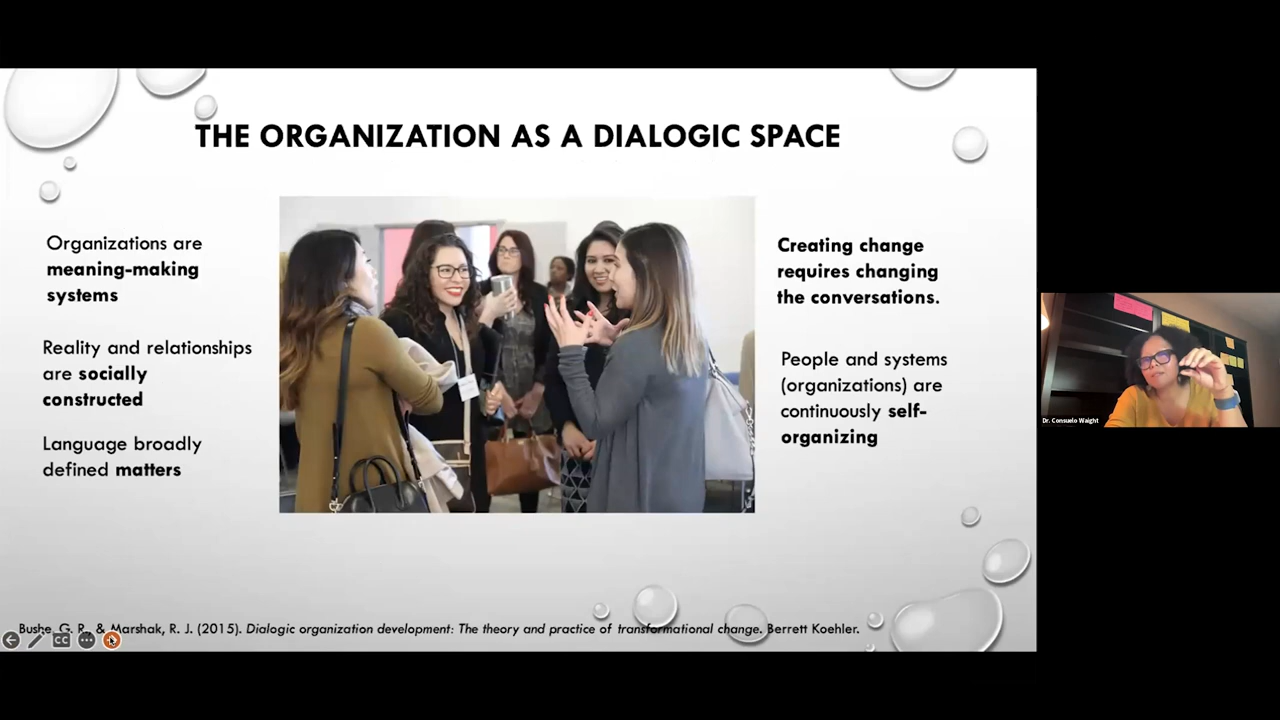 THE ORGANIZATION AS A DIALOGIC SPACE
Organizations are
meaning-making
systems
Reality and relationships
are socially
constructed
Language broadly
defined matters
Creating change
requires changing
the conversations.
People and systems
(organizations) are
continuously self-
organizing
Bushe, G. R., & Marshak, R. J. (2015). Dialogic organization development: The theory and practice of transformational change. Berrett Koehler.
CC
Dr. Consuelo Waight